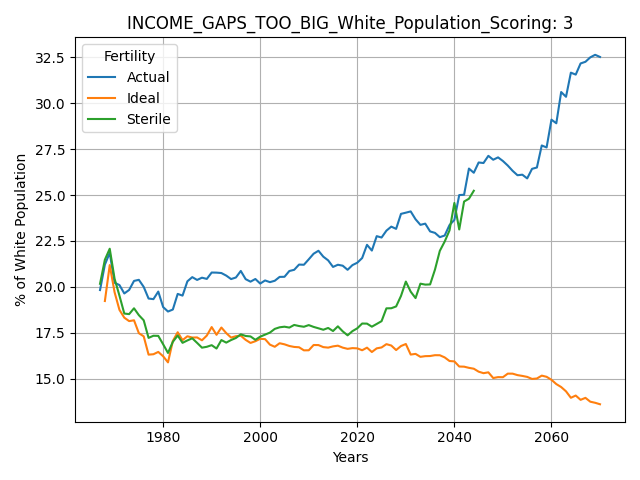 INCOME_GAPS_TOO_BIG_White_Population_Scoring: 3
Fertility
Actual
Ideal
Sterile
% of White Population
32.5
30.0
27.5
25.0
22.5
20.0
17.5
15.0
1980
2000
2020
2040
2060
Years